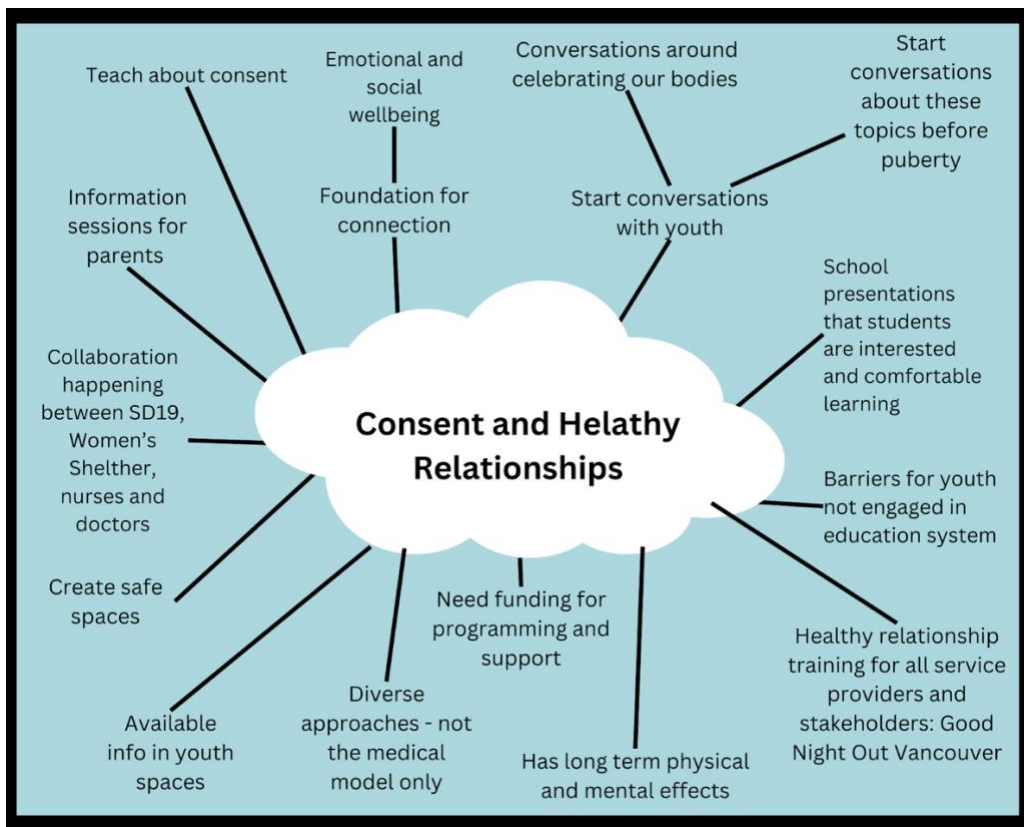 Teach about consent
Emotional and
social
wellbeing
Conversations around
celebrating our bodies
Start
conversations
about these
topics before
puberty
Information
sessions for
parents
Foundation for
connection
Start conversations
with youth
School
presentations
that students
are interested
and comfortable
learning
Collaboration
happening
between SD19,
Women’s
Shelther,
nurses and
doctors
Consent and Helathy
Relationships
Barriers for youth
not engaged in
education system
Create safe
spaces
Need funding for
programming and
support
Healthy relationship
training for all service
providers and
stakeholders: Good
Night Out Vancouver
Available
info in youth
spaces
Diverse
approaches - not
the medical
model only
Has long term physical
and mental effects